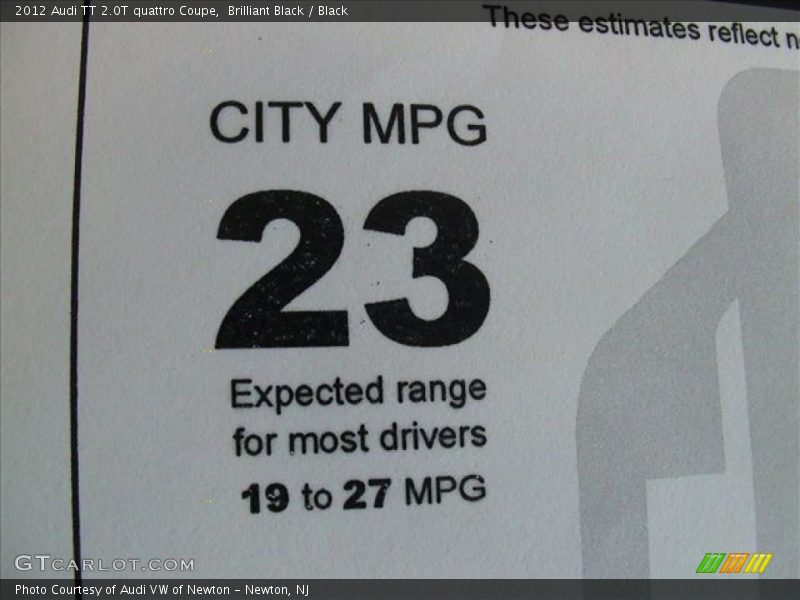 2012 Audi TT 2.0T quattro Coupe,  Brilliant Black / Black
These estimates reflect
CITY MPG
23
Expected range
for most drivers
19 to 27 MPG
GTCARLOT.COM
Photo Courtesy of Audi VW of Newton - Newton, NJ